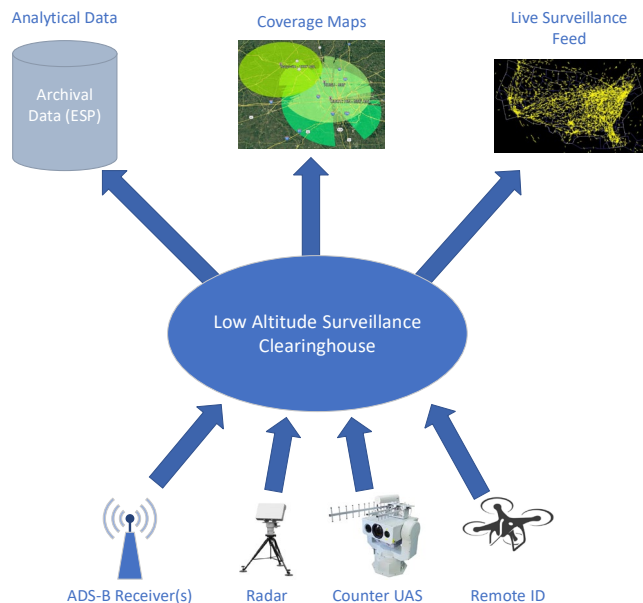 Analytical Data
Coverage Maps
Live Surveillance
Feed
Archival
Data (ESP)
Low Altitude Surveillance
Clearinghouse
ADS-B Receiver(s)
Radar
Counter UAS
Remote ID